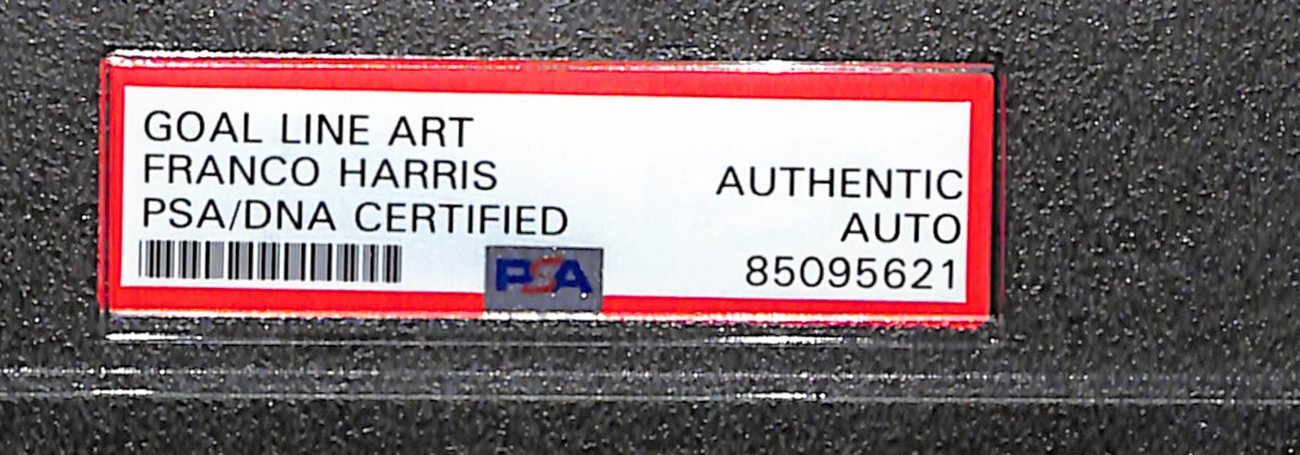 GOAL LINE ART
FRANCO HARRIS
PSA/DNA CERTIFIED
AUTHENTIC
AUTO
85095621
PSA